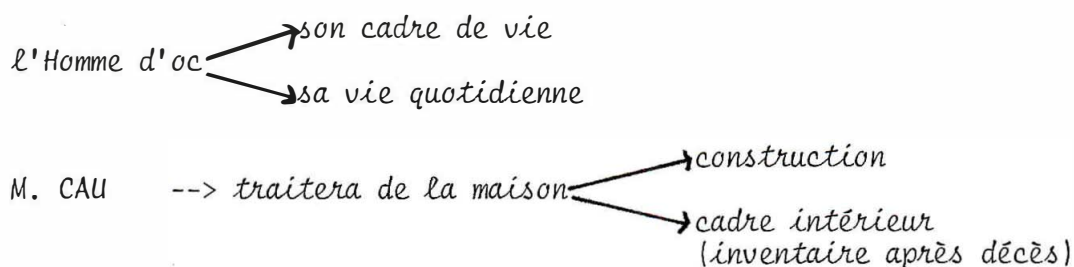 son cadre de vie
l'Homme d'oc
sa vie quotidienne
construction
M. CAU --> traitera de la maison
cadre intérieur
(inventaire après décès)